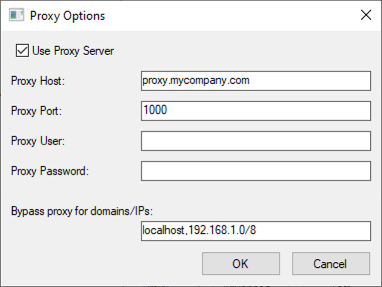 Proxy Options
Use Proxy Server
Proxy Host: proxy.mycompany.com
Proxy Port: 1000
Proxy User:
Proxy Password:
Bypass proxy for domains/IPs:
localhost,192.168.1.0/8
OK Cancel